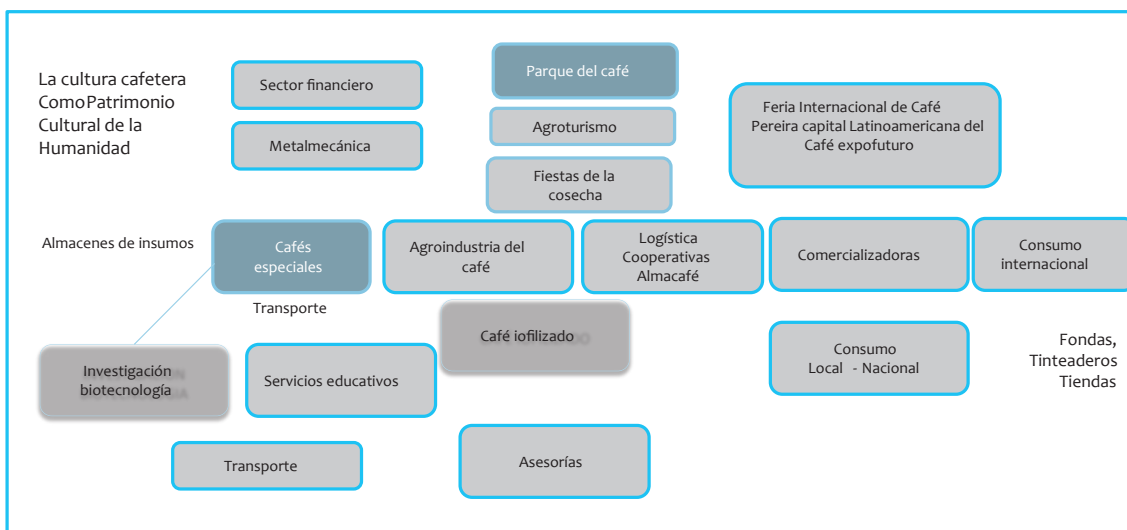 La cultura cafetera
Como Patrimonio
Cultural de la
Humanidad
Sector financiero
Metalmecánica
Parque del café
Agroturismo
Fiestas de la
cosecha
Feria Internacional de Café
Pereira capital Latinoamericana del
Café expofuturo
Almacenes de insumos
Cafés
especiales
Agroindustria del
café
Logística
Cooperativas
Almacafé
Comercializadoras
Consumo
internacional
Transporte
Café iofilizado
Investigación
biotecnología
Servicios educativos
Consumo
Local - Nacional
Fondas,
Tinteaderos
Tiendas
Transporte
Asesorías